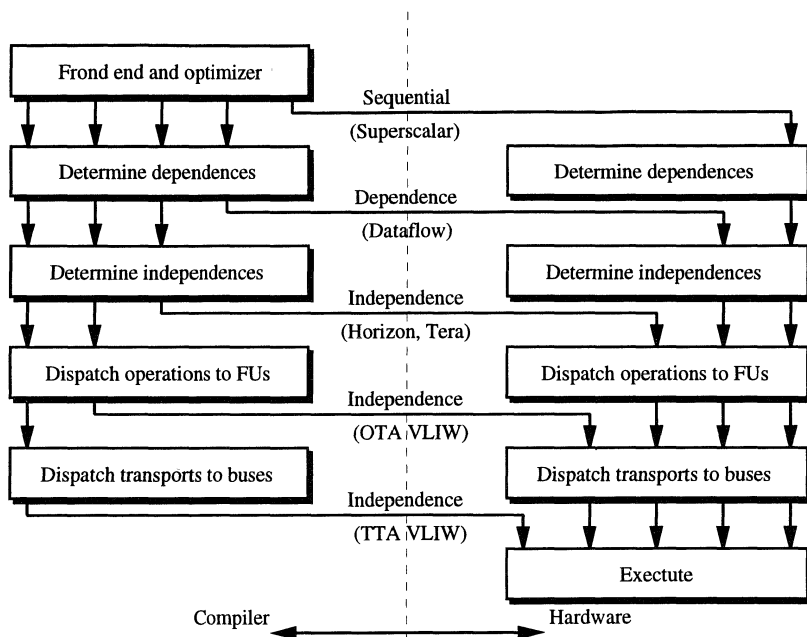 Frond end and optimizer
Sequential
(Superscalar)
Determine dependences
Determine dependences
Dependence
(Dataflow)
Determine independences
Determine independences
Independence
(Horizon, Tera)
Dispatch operations to FUs
Dispatch operations to FUs
Independence
(OTA VLIW)
Dispatch transports to buses
Dispatch transports to buses
Independence
(TTA VLIW)
Exectute
Compiler
Hardware